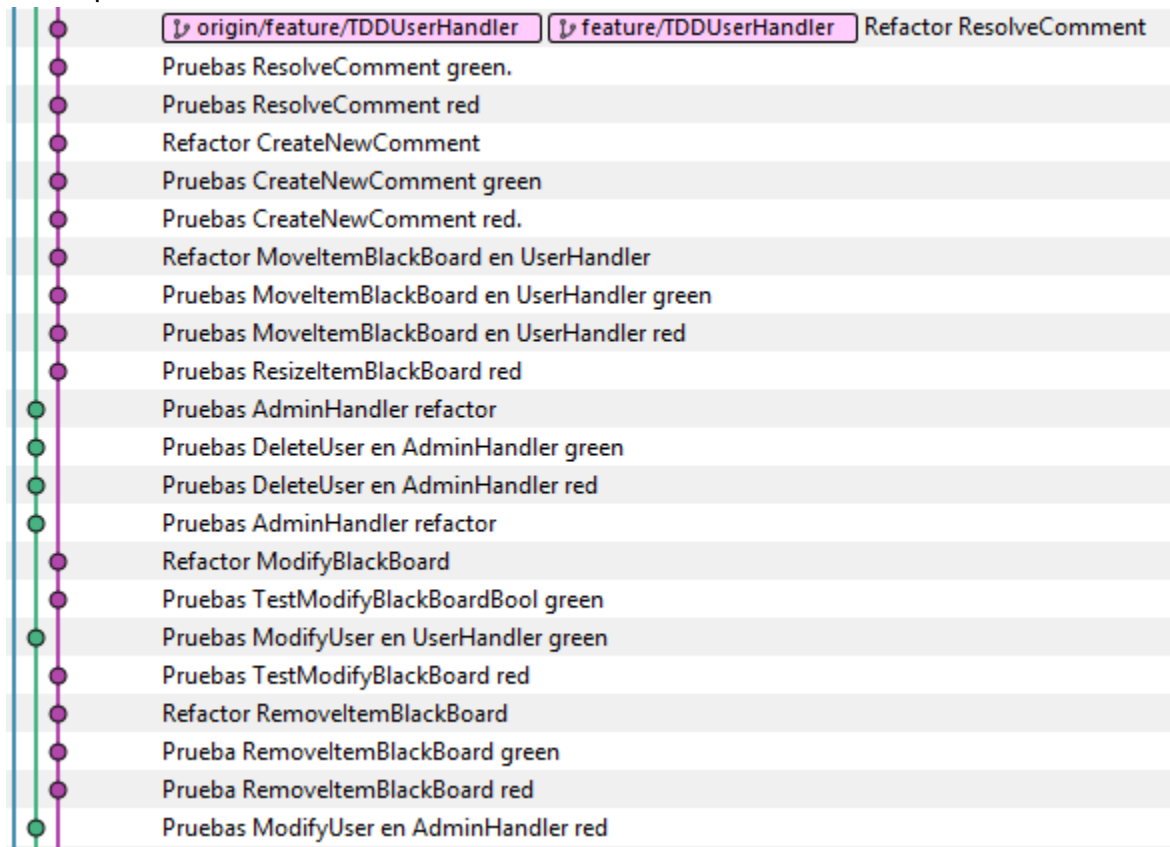 origin/feature/TDDUserHandler feature/TDDUserHandler Refactor ResolveComment
Pruebas ResolveComment green.
Pruebas ResolveComment red
Refactor CreateNewComment
Pruebas CreateNewComment green
Pruebas CreateNewComment red.
Refactor MoveItemBlackBoard en UserHandler
Pruebas MoveItemBlackBoard en UserHandler green
Pruebas MoveItemBlackBoard en UserHandler red
Pruebas ResizeItemBlackBoard red
Pruebas AdminHandler refactor
Pruebas DeleteUser en AdminHandler green
Pruebas DeleteUser en AdminHandler red
Pruebas AdminHandler refactor
Refactor ModifyBlackBoard
Pruebas TestModifyBlackBoardBool green
Pruebas ModifyUser en UserHandler green
Pruebas TestModifyBlackBoard red
Refactor RemoveItemBlackBoard
Prueba RemoveItemBlackBoard green
Prueba RemoveItemBlackBoard red
Pruebas ModifyUser en AdminHandler red